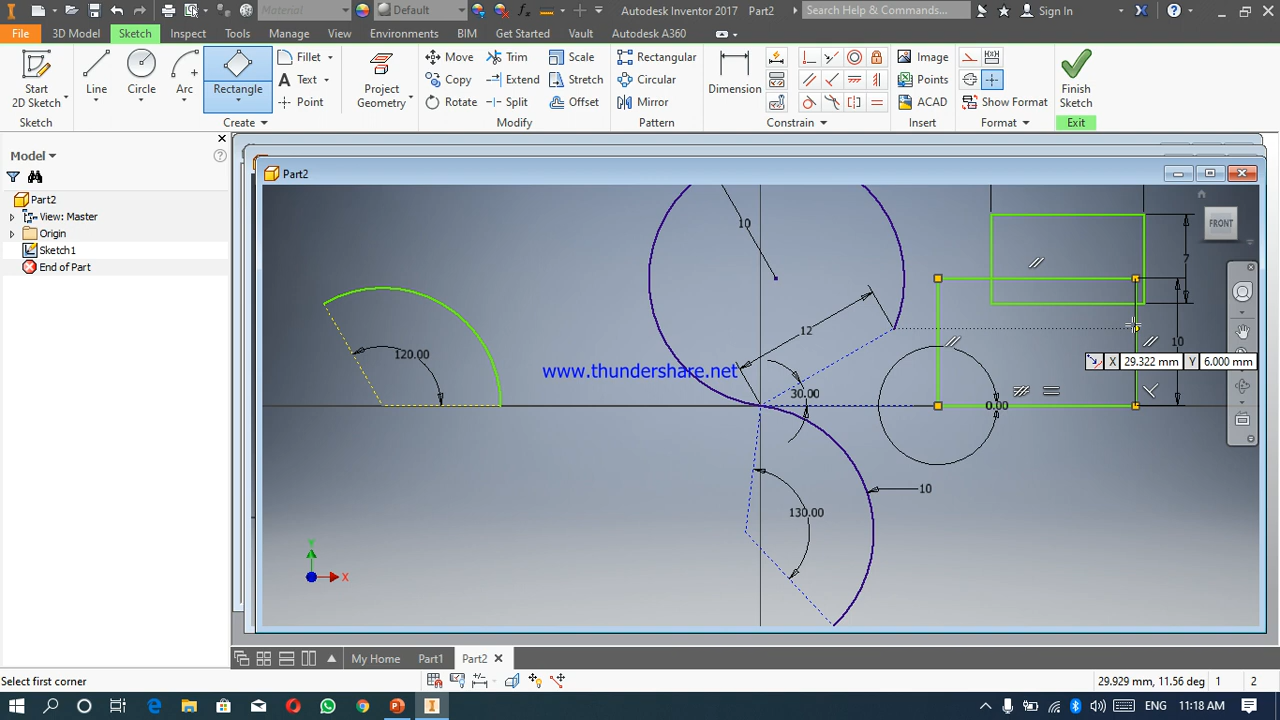 Material
Default
Autodesk Inventor 2017 Part2
Search Help & Commands...
Sign In
File
3D Model
Sketch
Inspect
Tools
Manage
View
Environments
BIM
Get Started
Vault
Autodesk A360
Start
2D Sketch
Line
Circle
Arc
Rectangle
Fillet
Text
Point
Project
Geometry
Move
Copy
Rotate
Trim
Extend
Split
Scale
Stretch
Offset
Rectangular
Circular
Mirror
Dimension
Image
Points
ACAD
Show Format
Finish
Sketch
Sketch
Create
Modify
Pattern
Constrain
Insert
Format
Exit
Model
Part2
View: Master
Origin
Sketch1
End of Part
Part2
FRONT
10
7
12
10
120.00
www.thundershare.net
30.00
0.00
X 29.322 mm Y 6.000 mm
10
130.00
Y
X
My Home
Part1
Part2
Select first corner
29.929 mm, 11.56 deg 1 2
ENG 11:18 AM